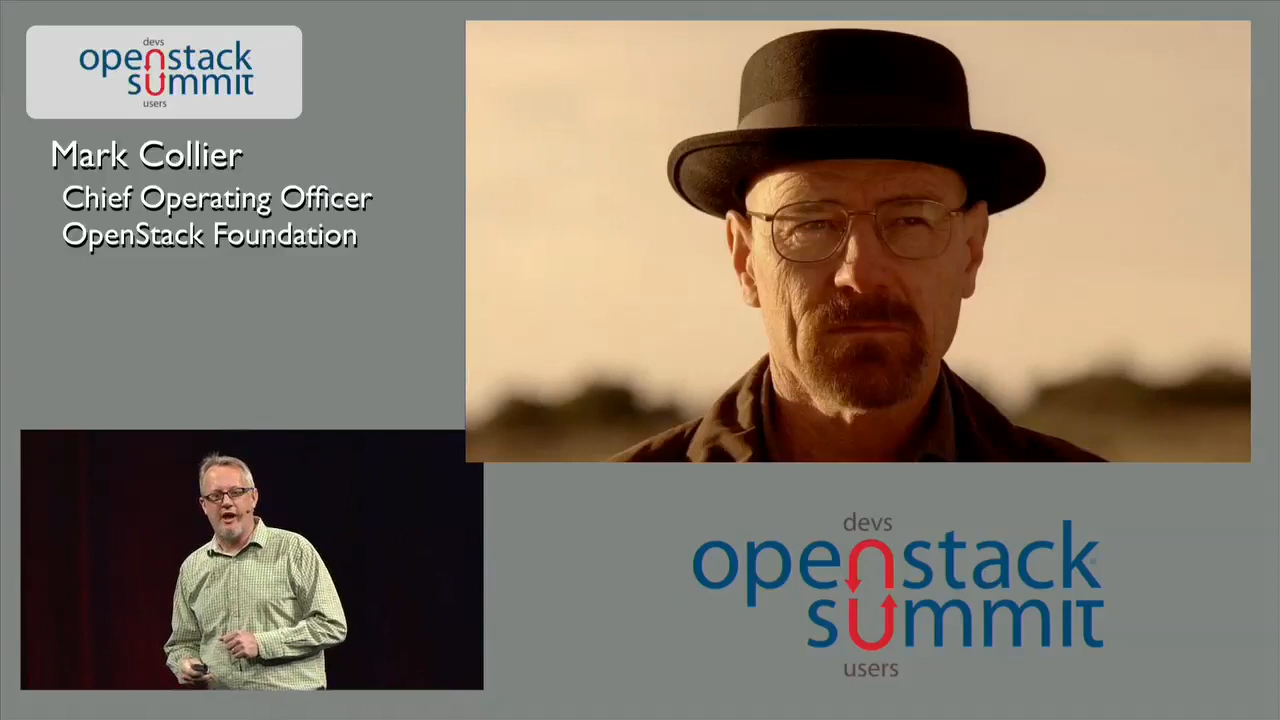 devs
openstack
summit
users
Mark Collier
Chief Operating Officer
OpenStack Foundation
devs
openstack
summit
users